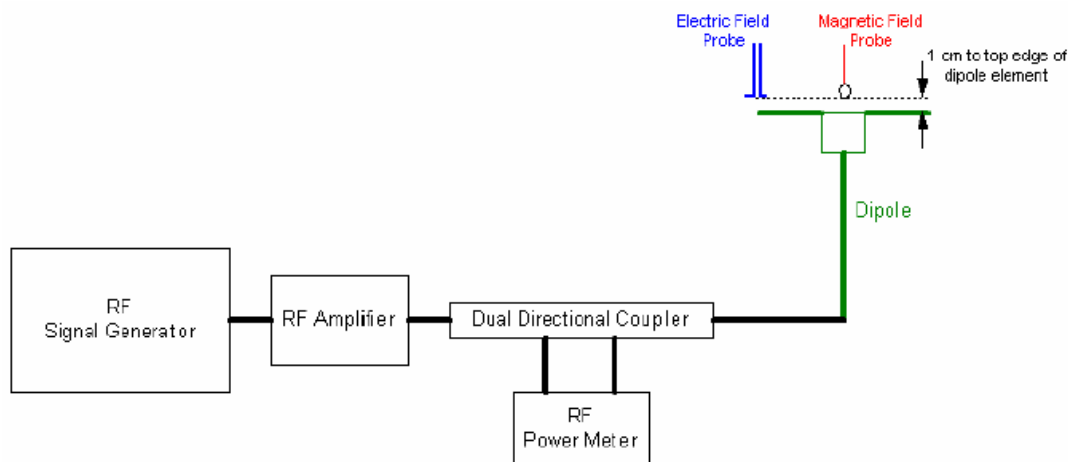 Electric Field
Probe
Magnetic Field
Probe
1 cm to top edge of
dipole element
Dipole
RF
Signal Generator
RF Amplifier
Dual Directional Coupler
RF
Power Meter